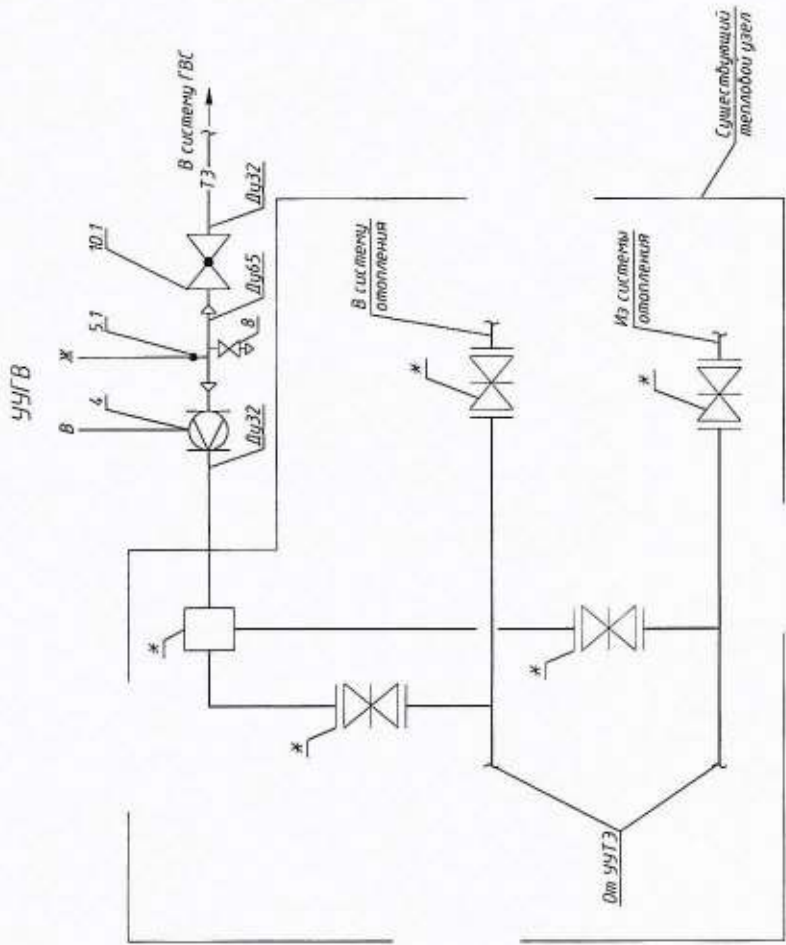 УУГВ
В
4
Ж
5.1
10.1
В систему ГВС
Т3
Ду32
Ду65
8
Ду32
*
*
*
В систему
отопления
*
Из системы
отопления
*
Существующий
тепловой узел
От УУТЭ